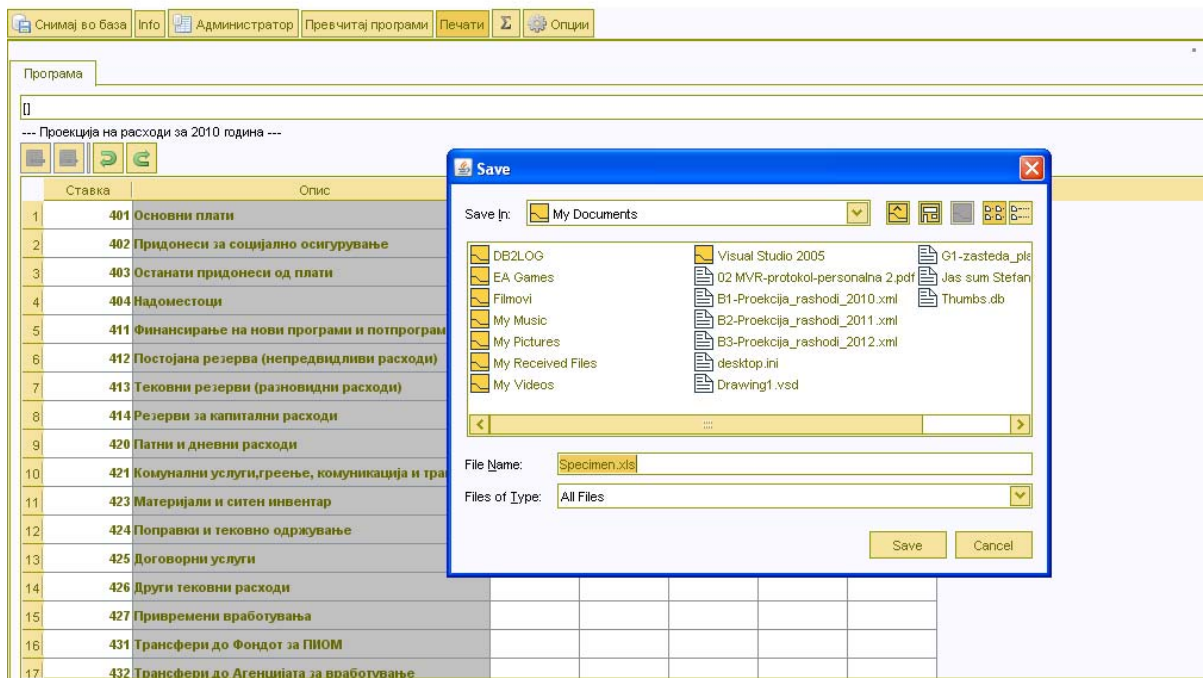 Снимај во база Info Администратор Превчитај програми Печати Σ Опции
Програма
[]
--- Проекција на расходи за 2010 година ---
Ставка Опис
1 401 Основни плати
2 402 Придонеси за социјално осигурување
3 403 Останати придонеси од плати
4 404 Надоместоци
5 411 Финансирање на нови програми и потпрограм
6 412 Постојана резерва (непредвидливи расходи)
7 413 Тековни резерви (разновидни расходи)
8 414 Резерви за капитални расходи
9 420 Патни и дневни расходи
10 421 Комунални услуги,греење, комуникација и тра
11 423 Материјали и ситен инвентар
12 424 Поправки и тековно одржување
13 425 Договорни услуги
14 426 Други тековни расходи
15 427 Привремени вработувања
16 431 Трансфери до Фондот за ПИОМ
17 432 Трансфери до Агенцијата за вработување
Save
Save In: My Documents
DB2LOG
EA Games
Filmovi
My Music
My Pictures
My Received Files
My Videos
Visual Studio 2005
02 MVR-protokol-personalna 2.pdf
B1-Proekcija_rashodi_2010.xml
B2-Proekcija_rashodi_2011.xml
B3-Proekcija_rashodi_2012.xml
desktop.ini
Drawing1.vsd
G1-zasteda_pla
Jas sum Stefan
Thumbs.db
File Name: Specimen.xls
Files of Type: All Files
Save Cancel